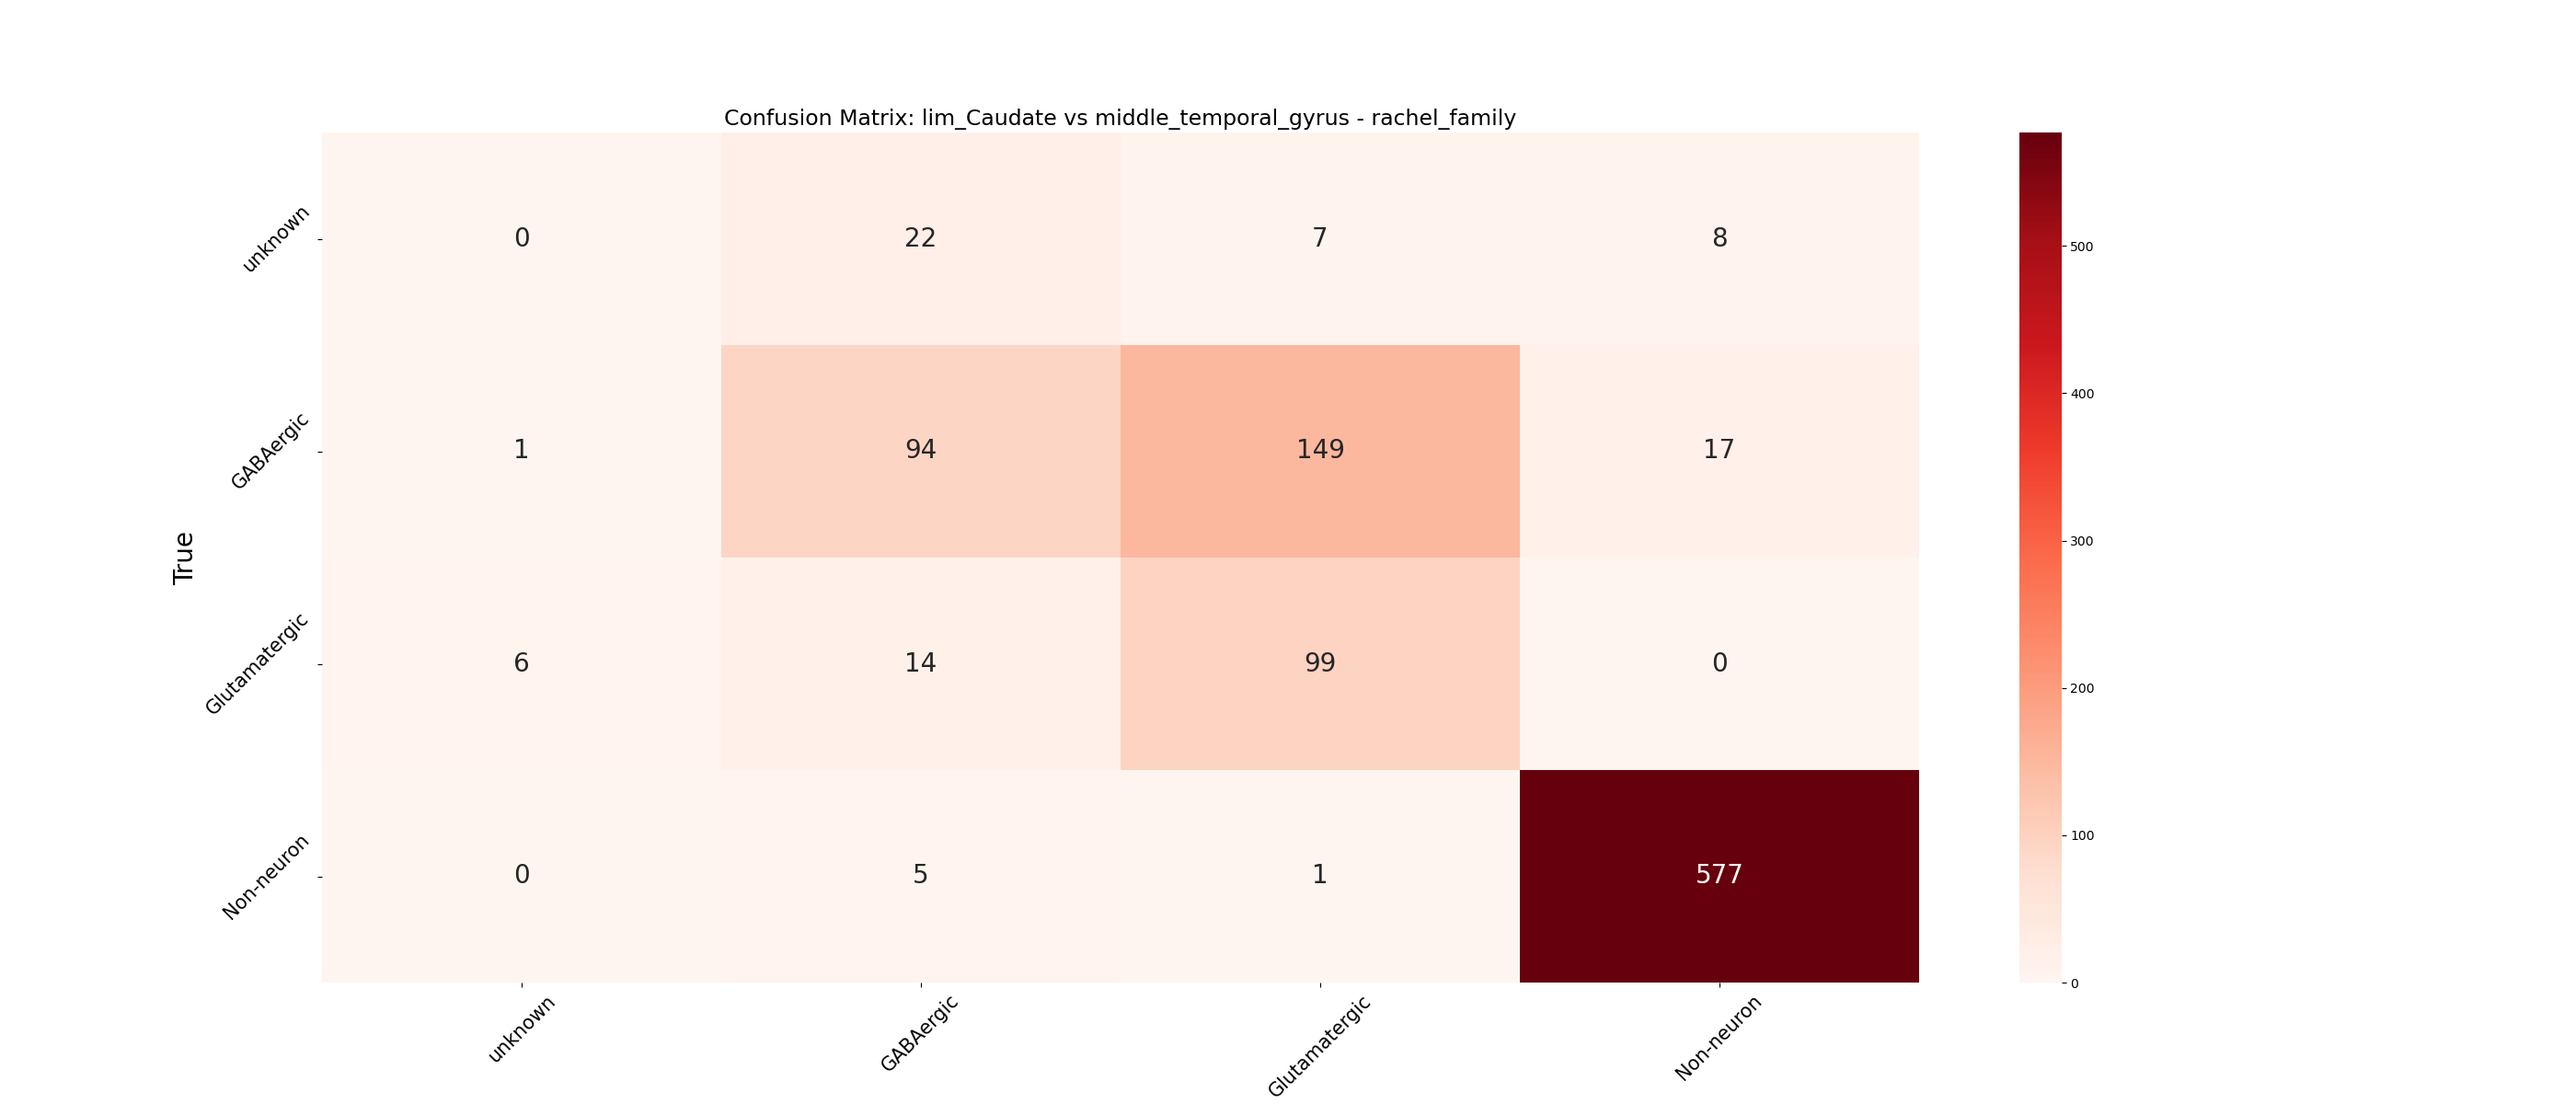 Confusion Matrix: lim_Caudate vs middle_temporal_gyrus - rachel_family
unknown
0
22
7
8
GABAergic
1
94
149
17
Glutamatergic
6
14
99
0
Non-neuron
0
5
1
577
True
unknown
GABAergic
Glutamatergic
Non-neuron
500
400
300
200
100
0